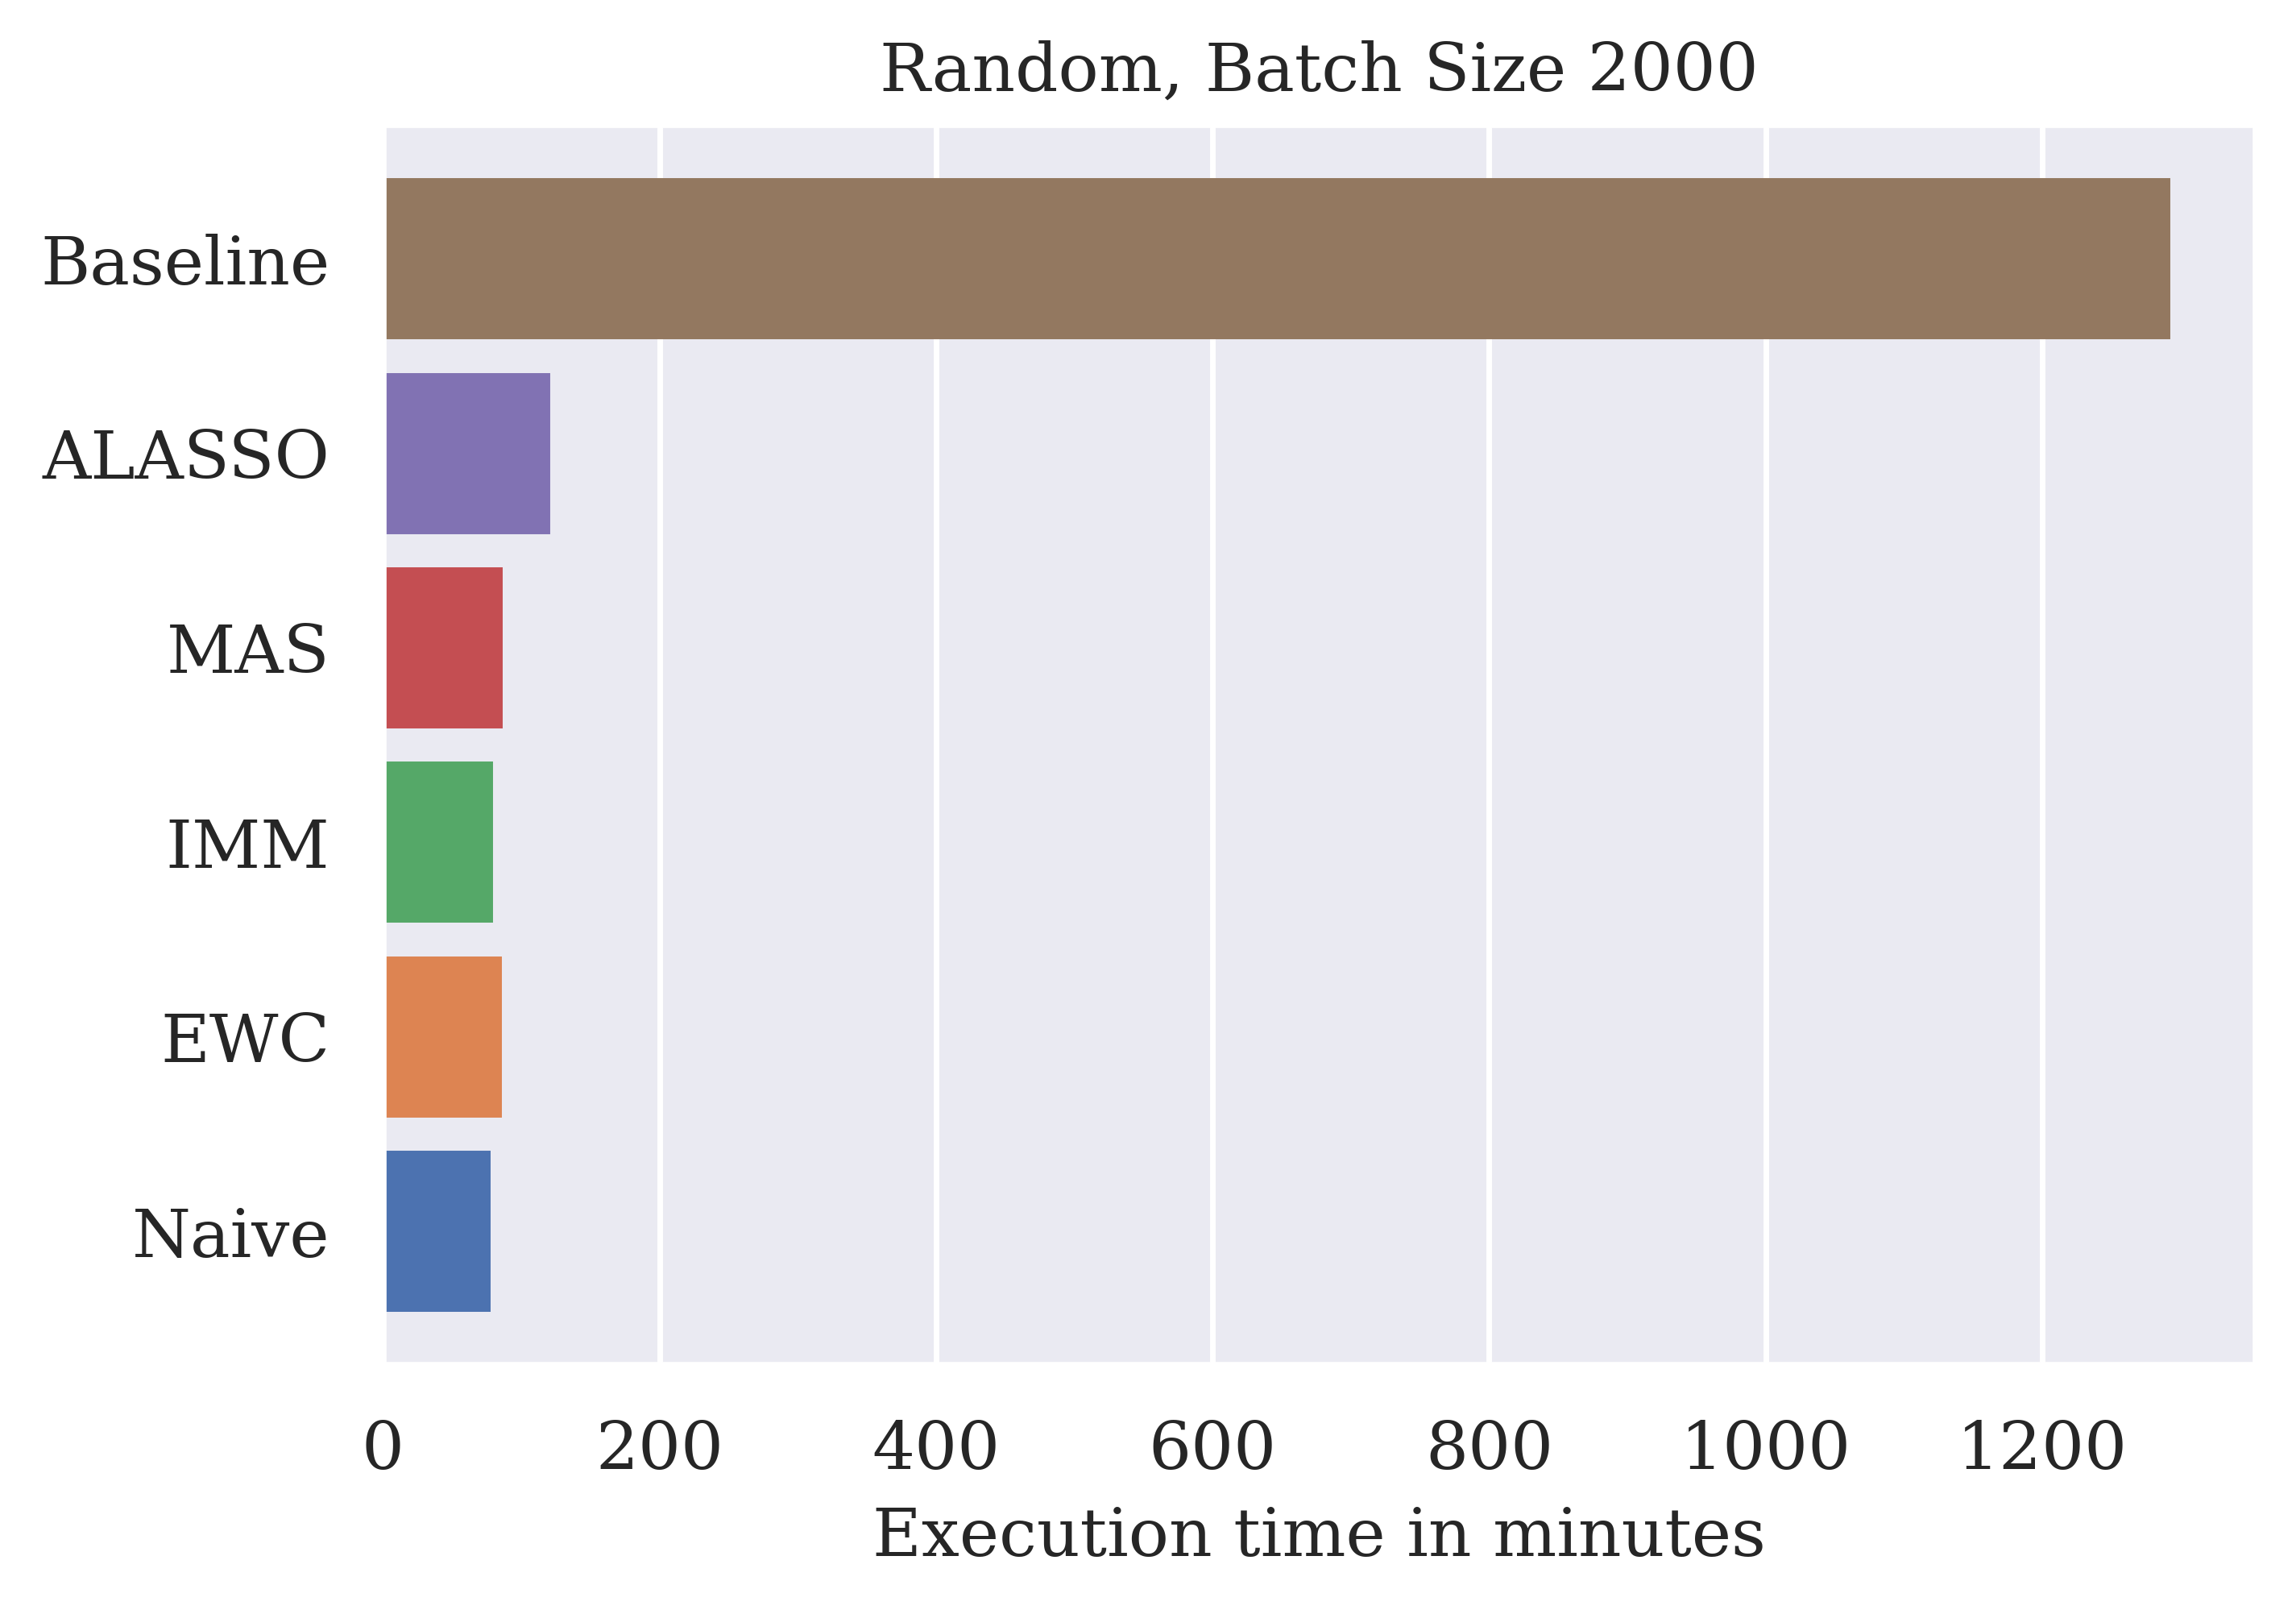 Random, Batch Size 2000
Baseline
ALASSO
MAS
IMM
EWC
Naive
0 200 400 600 800 1000 1200
Execution time in minutes